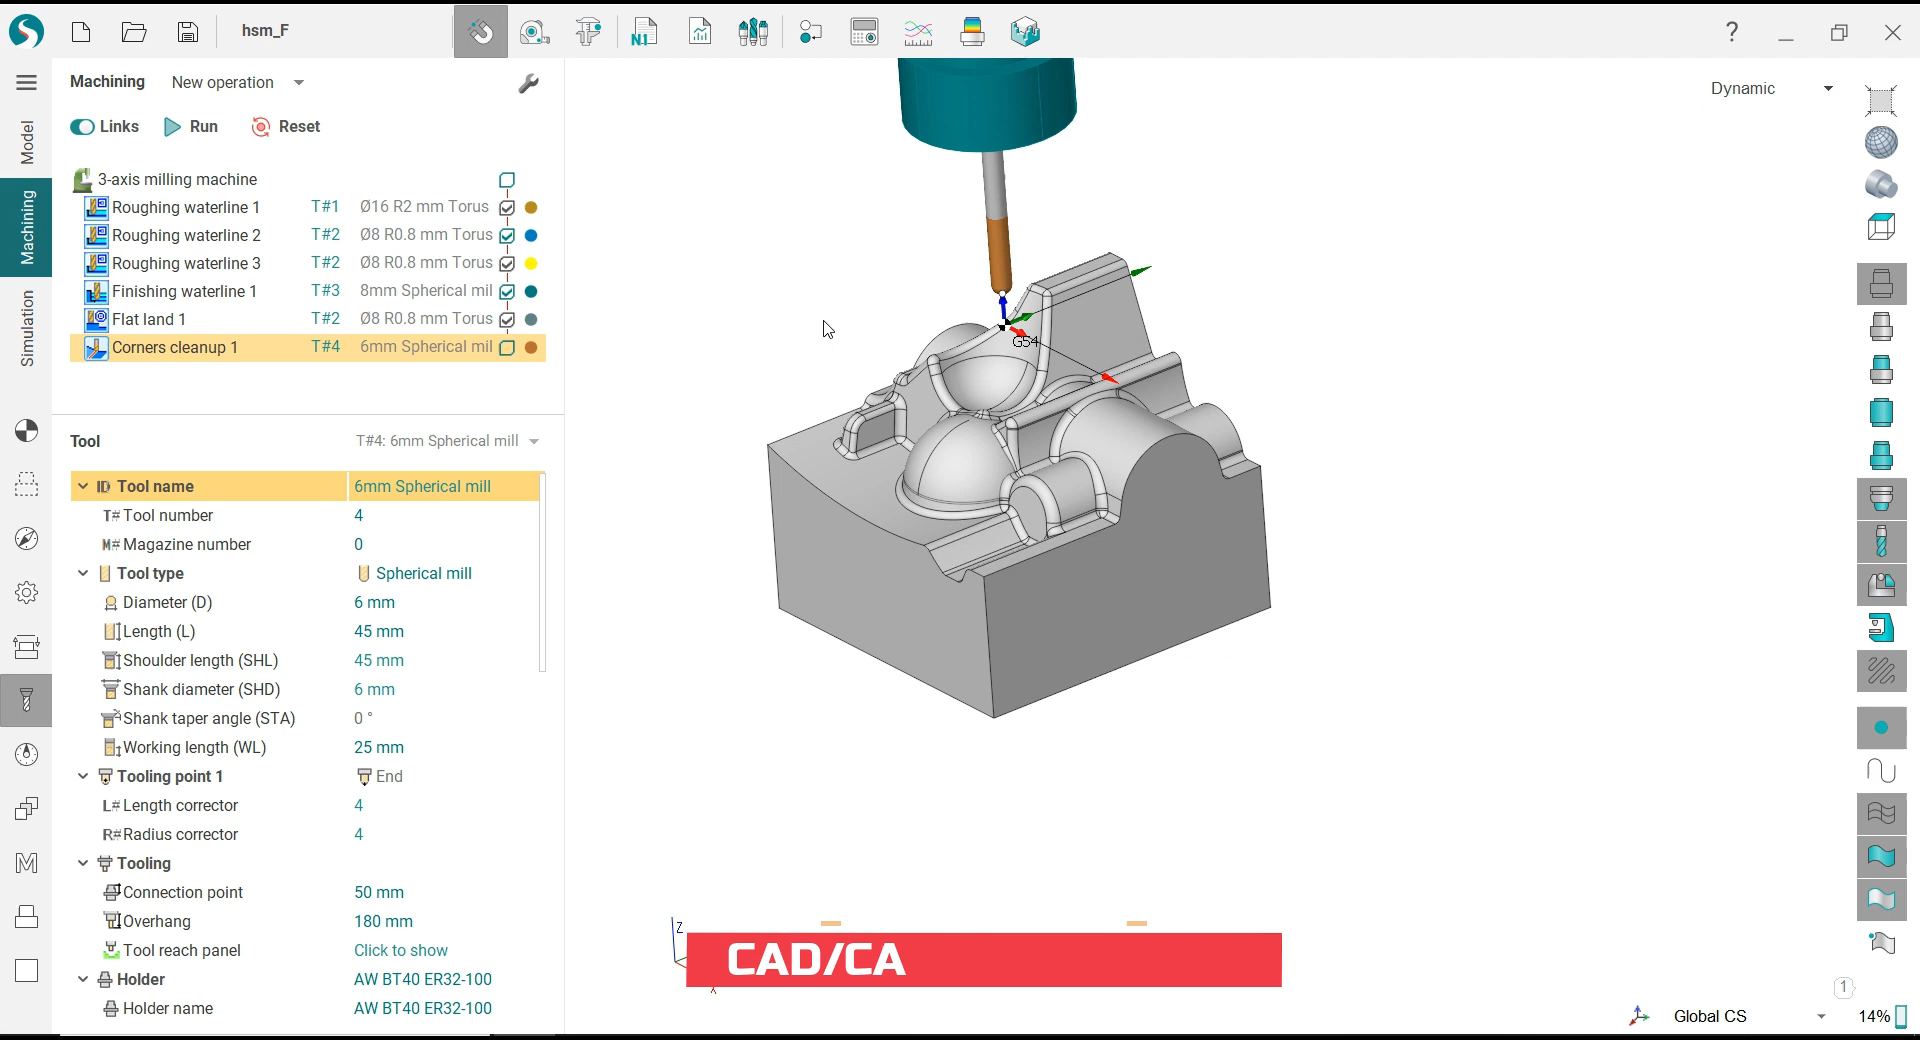 hsm_F
N1
?
Machining New operation
Dynamic
Links Run Reset
Model
Machining
Simulation
3-axis milling machine
Roughing waterline 1 T#1 Ø16 R2 mm Torus
Roughing waterline 2 T#2 Ø8 R0.8 mm Torus
Roughing waterline 3 T#2 Ø8 R0.8 mm Torus
Finishing waterline 1 T#3 8mm Spherical mil
Flat land 1 T#2 Ø8 R0.8 mm Torus
Corners cleanup 1 T#4 6mm Spherical mil
G54
Tool T#4: 6mm Spherical mill
ID Tool name 6mm Spherical mill
T# Tool number 4
M# Magazine number 0
Tool type Spherical mill
Diameter (D) 6 mm
Length (L) 45 mm
Shoulder length (SHL) 45 mm
Shank diameter (SHD) 6 mm
Shank taper angle (STA) 0 °
Working length (WL) 25 mm
Tooling point 1 End
L# Length corrector 4
R# Radius corrector 4
Tooling
Connection point 50 mm
Overhang 180 mm
Tool reach panel Click to show
Holder AW BT40 ER32-100
Holder name AW BT40 ER32-100
Z
CAD/CA
1
Global CS 14%